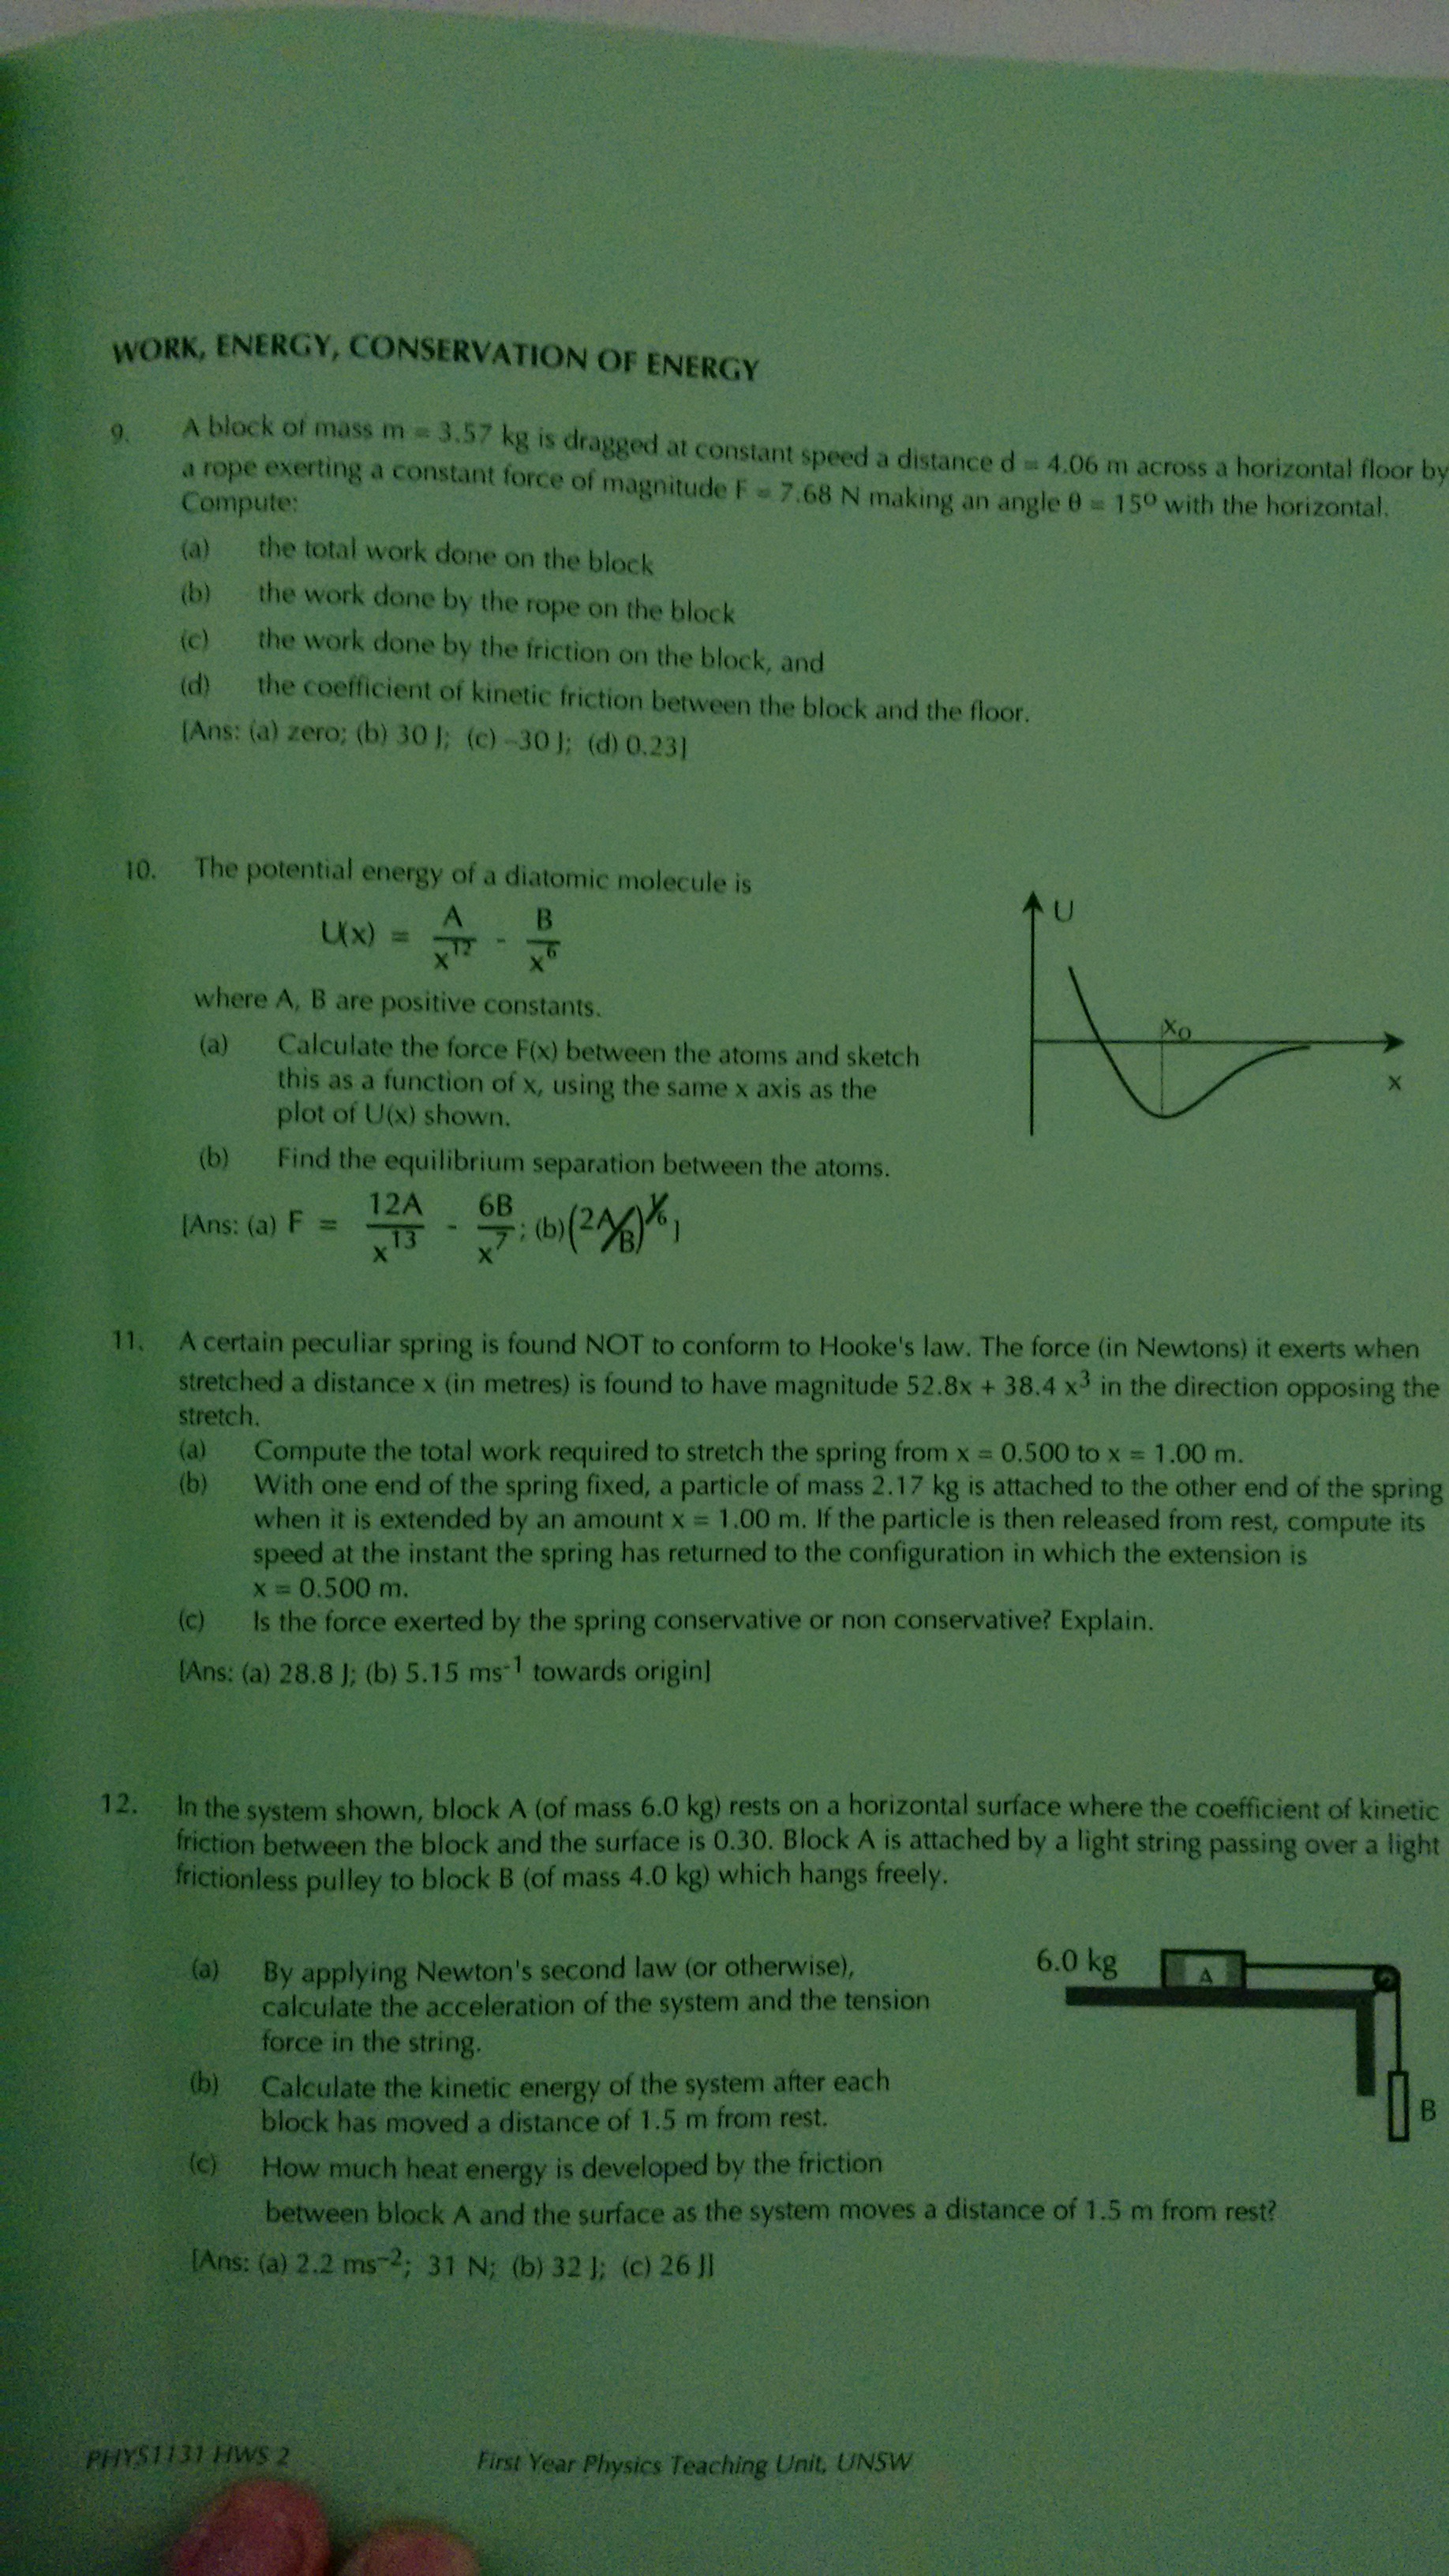 WORK, ENERGY, CONSERVATION OF ENERGY
9. A block of mass m = 3.57 kg is dragged at constant speed a distance d = 4.06 m across a horizontal floor by
a rope exerting a constant force of magnitude F = 7.68 N making an angle θ = 15º with the horizontal.
Compute:
(a) the total work done on the block
(b) the work done by the rope on the block
(c) the work done by the friction on the block, and
(d) the coefficient of kinetic friction between the block and the floor.
[Ans: (a) zero; (b) 30 J; (c) -30 J; (d) 0.23]
10. The potential energy of a diatomic molecule is
U(x) = A/x^12 - B/x^6
where A, B are positive constants.
(a) Calculate the force F(x) between the atoms and sketch
this as a function of x, using the same x axis as the
plot of U(x) shown.
(b) Find the equilibrium separation between the atoms.
[Ans: (a) F = 12A/x^13 - 6B/x^7; (b) (2A/B)^1/6]
U
x0
x
11. A certain peculiar spring is found NOT to conform to Hooke's law. The force (in Newtons) it exerts when
stretched a distance x (in metres) is found to have magnitude 52.8x + 38.4 x³ in the direction opposing the
stretch.
(a) Compute the total work required to stretch the spring from x = 0.500 to x = 1.00 m.
(b) With one end of the spring fixed, a particle of mass 2.17 kg is attached to the other end of the spring
when it is extended by an amount x = 1.00 m. If the particle is then released from rest, compute its
speed at the instant the spring has returned to the configuration in which the extension is
x = 0.500 m.
(c) Is the force exerted by the spring conservative or non conservative? Explain.
[Ans: (a) 28.8 J; (b) 5.15 ms⁻¹ towards origin]
12. In the system shown, block A (of mass 6.0 kg) rests on a horizontal surface where the coefficient of kinetic
friction between the block and the surface is 0.30. Block A is attached by a light string passing over a light
frictionless pulley to block B (of mass 4.0 kg) which hangs freely.
(a) By applying Newton's second law (or otherwise),
calculate the acceleration of the system and the tension
force in the string.
(b) Calculate the kinetic energy of the system after each
block has moved a distance of 1.5 m from rest.
(c) How much heat energy is developed by the friction
between block A and the surface as the system moves a distance of 1.5 m from rest?
[Ans: (a) 2.2 ms⁻²; 31 N; (b) 32 J; (c) 26 J]
6.0 kg
A
B
PHYS1131 HWS 2
First Year Physics Teaching Unit, UNSW